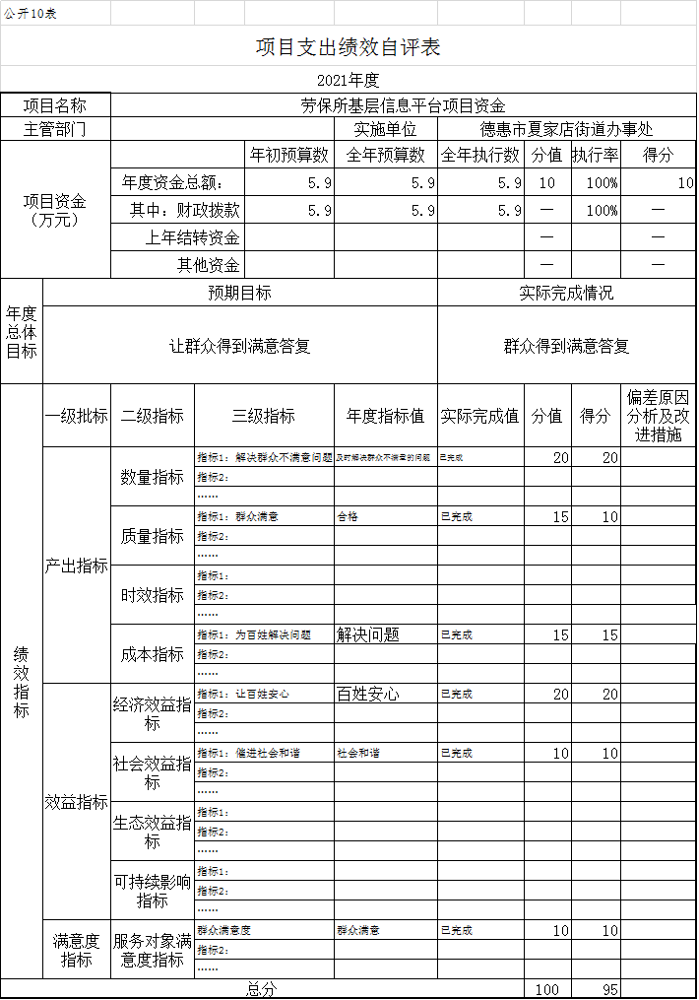 公开10表
项目支出绩效自评表
2021年度
项目名称 劳保所基层信息平台项目资金
主管部门 实施单位 德惠市夏家店街道办事处
项目资金
（万元）
年初预算数 全年预算数 全年执行数 分值 执行率 得分
年度资金总额： 5.9 5.9 5.9 10 100% 10
其中：财政拨款 5.9 5.9 5.9 — 100% —
上年结转资金 — —
其他资金 — —
年度
总体
目标
预期目标 实际完成情况
让群众得到满意答复 群众得到满意答复
绩
效
指
标
一级批标 二级指标 三级指标 年度指标值 实际完成值 分值 得分
偏差原因
分析及改
进措施
产出指标
数量指标
指标1：解决群众不满意问题 及时解决群众不满意的问题 已完成 20 20
指标2：
……
质量指标
指标1：群众满意 合格 已完成 15 10
指标2：
……
时效指标
指标1：
指标2：
……
成本指标
指标1：为百姓解决问题 解决问题 已完成 15 15
指标2：
……
效益指标
经济效益指
标
指标1：让百姓安心 百姓安心 已完成 20 20
指标2：
……
社会效益指
标
指标1：催进社会和谐 社会和谐 已完成 10 10
指标2：
……
生态效益指
标
指标1：
指标2：
……
可持续影响
指标
指标1：
指标2：
……
满意度
指标
服务对象满
意度指标
群众满意度 群众满意 已完成 10 10
指标2：
……
总分 100 95